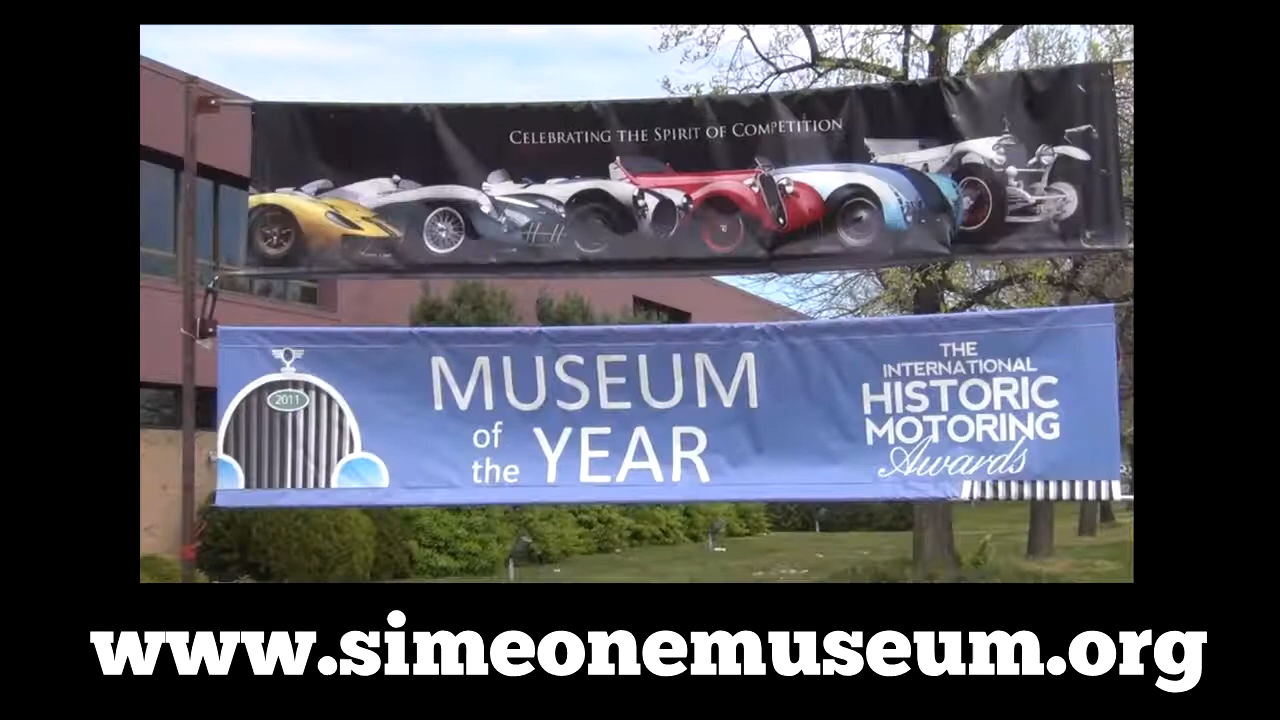 CELEBRATING THE SPIRIT OF COMPETITION
2011
MUSEUM
of
the YEAR
THE
INTERNATIONAL
HISTORIC
MOTORING
Awards
www.simeonemuseum.org